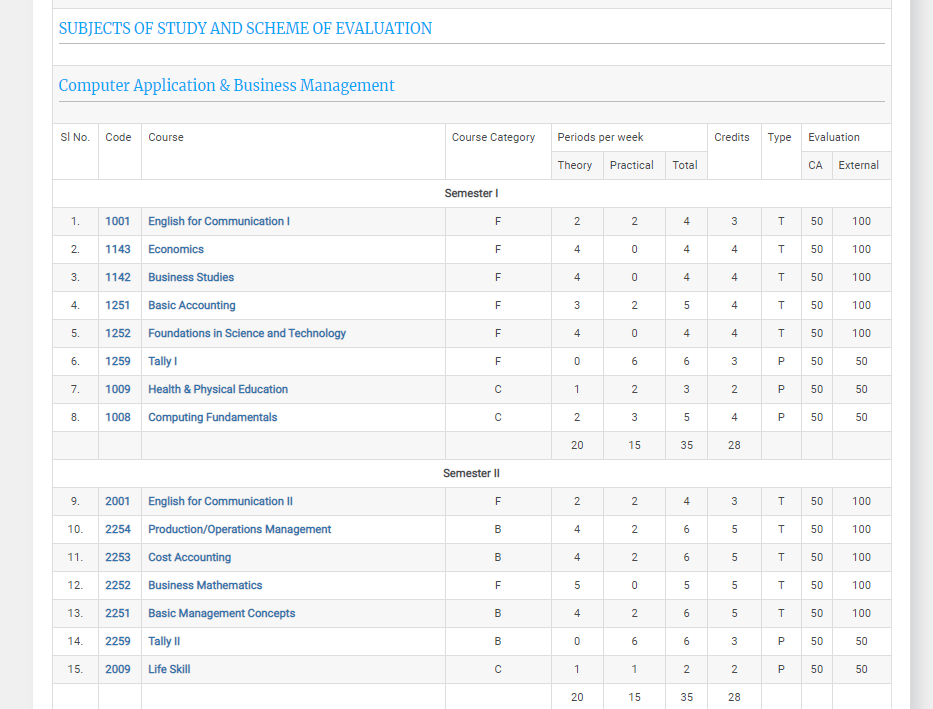 SUBJECTS OF STUDY AND SCHEME OF EVALUATION
Computer Application & Business Management
Sl No. Code Course Course Category Periods per week Credits Type Evaluation
Theory Practical Total CA External
Semester I
1. 1001 English for Communication I F 2 2 4 3 T 50 100
2. 1143 Economics F 4 0 4 4 T 50 100
3. 1142 Business Studies F 4 0 4 4 T 50 100
4. 1251 Basic Accounting F 3 2 5 4 T 50 100
5. 1252 Foundations in Science and Technology F 4 0 4 4 T 50 100
6. 1259 Tally I F 0 6 6 3 P 50 50
7. 1009 Health & Physical Education C 1 2 3 2 P 50 50
8. 1008 Computing Fundamentals C 2 3 5 4 P 50 50
20 15 35 28
Semester II
9. 2001 English for Communication II F 2 2 4 3 T 50 100
10. 2254 Production/Operations Management B 4 2 6 5 T 50 100
11. 2253 Cost Accounting B 4 2 6 5 T 50 100
12. 2252 Business Mathematics F 5 0 5 5 T 50 100
13. 2251 Basic Management Concepts B 4 2 6 5 T 50 100
14. 2259 Tally II B 0 6 6 3 P 50 50
15. 2009 Life Skill C 1 1 2 2 P 50 50
20 15 35 28